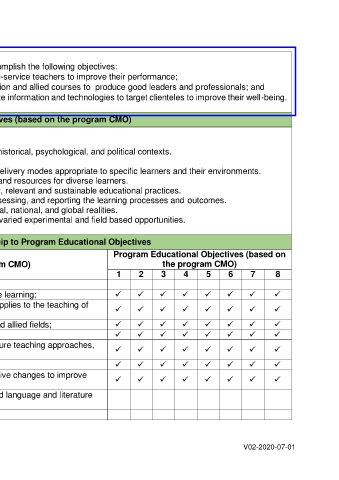 mplish the following objectives:
-service teachers to improve their performance;
ion and allied courses to produce good leaders and professionals; and
te information and technologies to target clienteles to improve their well-being.
ves (based on the program CMO)
istorical, psychological, and political contexts.
elivery modes appropriate to specific learners and their environments.
and resources for diverse learners.
, relevant and sustainable educational practices.
sessing, and reporting the learning processes and outcomes.
al, national, and global realities.
varied experimental and field based opportunities.
ip to Program Educational Objectives
m CMO) Program Educational Objectives (based on
the program CMO)
1 2 3 4 5 6 7 8
e learning; ✓ ✓ ✓ ✓ ✓ ✓ ✓ ✓
pplies to the teaching of ✓ ✓ ✓ ✓ ✓ ✓ ✓ ✓
d allied fields; ✓ ✓ ✓ ✓ ✓ ✓ ✓ ✓
✓ ✓ ✓ ✓ ✓ ✓ ✓ ✓
ure teaching approaches, ✓ ✓ ✓ ✓ ✓ ✓ ✓ ✓
✓ ✓ ✓ ✓ ✓ ✓ ✓ ✓
ive changes to improve ✓ ✓ ✓ ✓ ✓ ✓ ✓ ✓
d language and literature
V02-2020-07-01